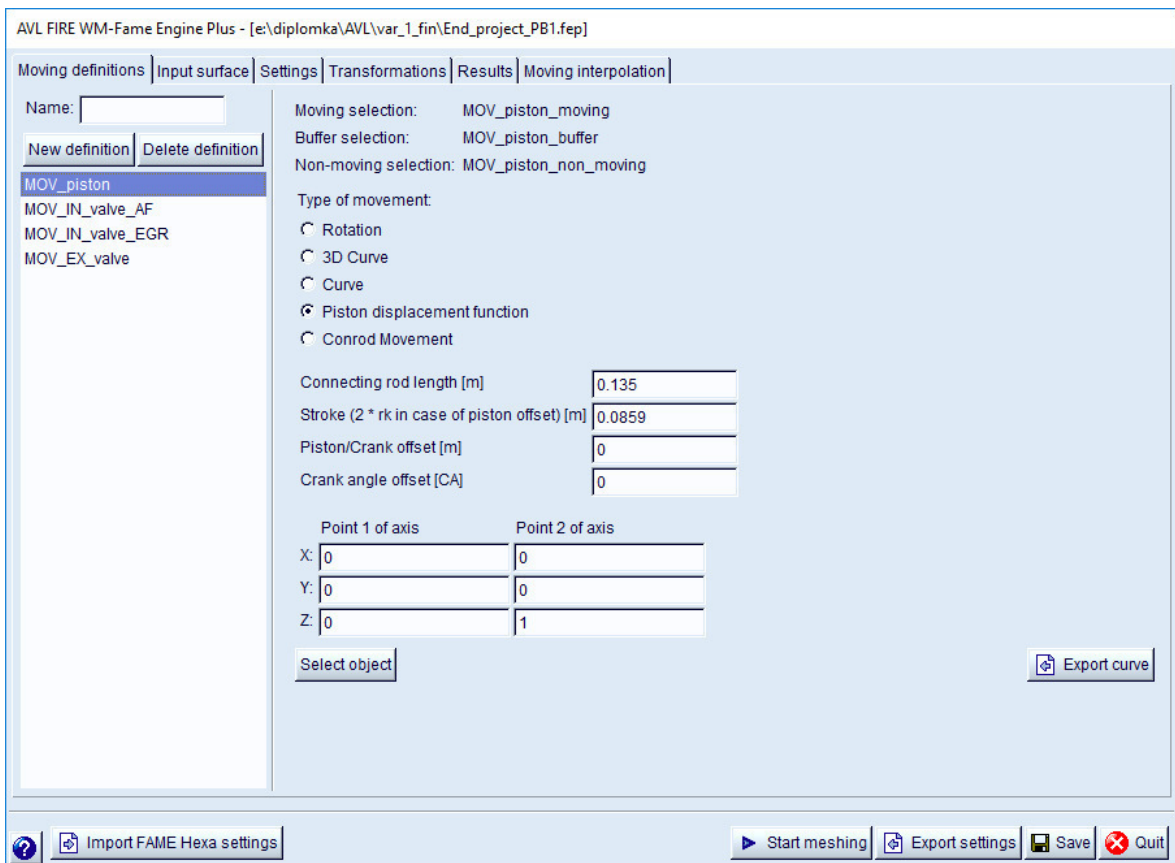 AVL FIRE WM-Fame Engine Plus - [e:\diplomka\AVL\var_1_fin\End_project_PB1.fep]
Moving definitions Input surface Settings Transformations Results Moving interpolation
Name:
New definition Delete definition
MOV_piston
MOV_IN_valve_AF
MOV_IN_valve_EGR
MOV_EX_valve
Moving selection: MOV_piston_moving
Buffer selection: MOV_piston_buffer
Non-moving selection: MOV_piston_non_moving
Type of movement:
Rotation
3D Curve
Curve
Piston displacement function
Conrod Movement
Connecting rod length [m] 0.135
Stroke (2 * rk in case of piston offset) [m] 0.0859
Piston/Crank offset [m] 0
Crank angle offset [CA] 0
Point 1 of axis Point 2 of axis
X: 0 0
Y: 0 0
Z: 0 1
Select object Export curve
? Import FAME Hexa settings Start meshing Export settings Save Quit